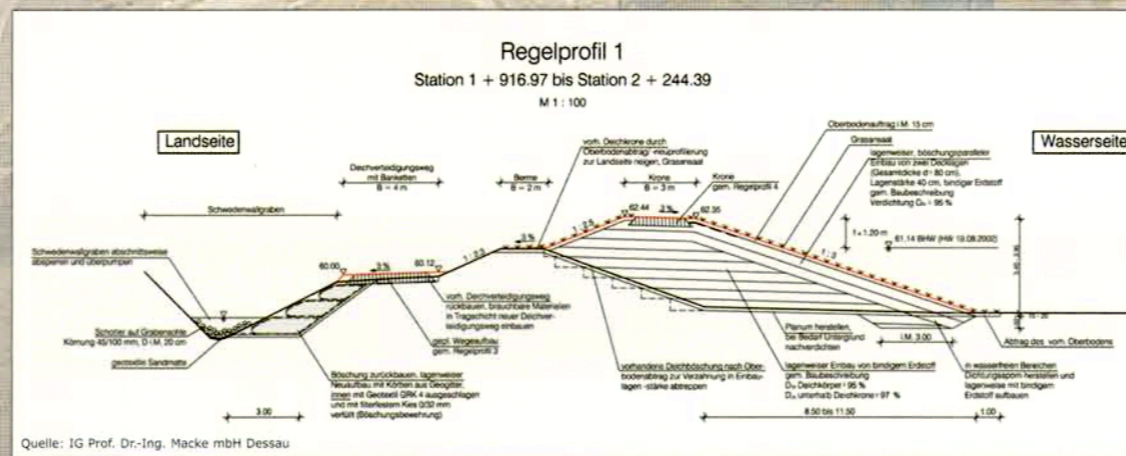 Regelprofil 1
Station 1 + 916.97 bis Station 2 + 244.39
M 1 : 100
Landseite
Wasserseite
Deichverteidigungsweg
mit Banketten
B = 4 m
Berme
B = 2 m
vorh. Deichkrone durch
Oberbodenabtrag/ -neuprofilierung
zur Landseite neigen, Grasansaat
Krone
B = 3 m
Krone
gem. Regelprofil 4
Oberbodenauftrag i.M. 15 cm
Grasansaat
lagenweiser, böschungsparalleler
Einbau von zwei Decklagen
(Gesamtdicke d= 80 cm),
Lagenstärke 40 cm, bindiger Erdstoff
gem. Baubeschreibung
Verdichtung
95 %
Schwedenwallgraben
Schwedenwallgraben abschnittsweise
absperren und überpumpen
60.00
3 %
60.12
1 : 2.3
3 %
1 : 2.5
62.44
3 %
62.35
1 : 3
1.20 m
61,14 BHW (HW 19.08.2002)
Schotter auf Grabensohle
Körnung 45/100 mm, D i.M. 20 cm
geotextile Sandmatte
vorh. Deichverteidigungsweg
rückbauen, brauchbare Materialien
in Tragschicht neuer Deichver-
teidigungsweg einbauen
gepl. Wegeaufbau
gem. Regelprofil 3
Böschung zurückbauen, lagenweiser
Neuaufbau mit Körben aus Geogitter,
innen mit Geotextil GRK 4 ausgeschlagen
und mit
Kies 0/32 mm
verfüllt (Böschungsbewehrung)
vorhandene Deichböschung nach Ober-
bodenabtrag zur Verzahnung in Einbau-
lagen -stärke abtreppen
Planum herstellen,
bei Bedarf Untergrund
nachverdichten
lagenweiser Einbau von bindigem Erdstoff
gem. Baubeschreibung
Deichkörper = 95 %
unterhalb Deichkrone = 97 %
i.M. 3.00
Abtrag des vorh. Oberbodens
in wasserfreien Bereichen
Dichtungssporn herstellen und
lagenweise mit bindigem
Erdstoff aufbauen
3.00
8.50 bis 11.50
1.00
Quelle: IG Prof. Dr.-Ing. Macke mbH Dessau